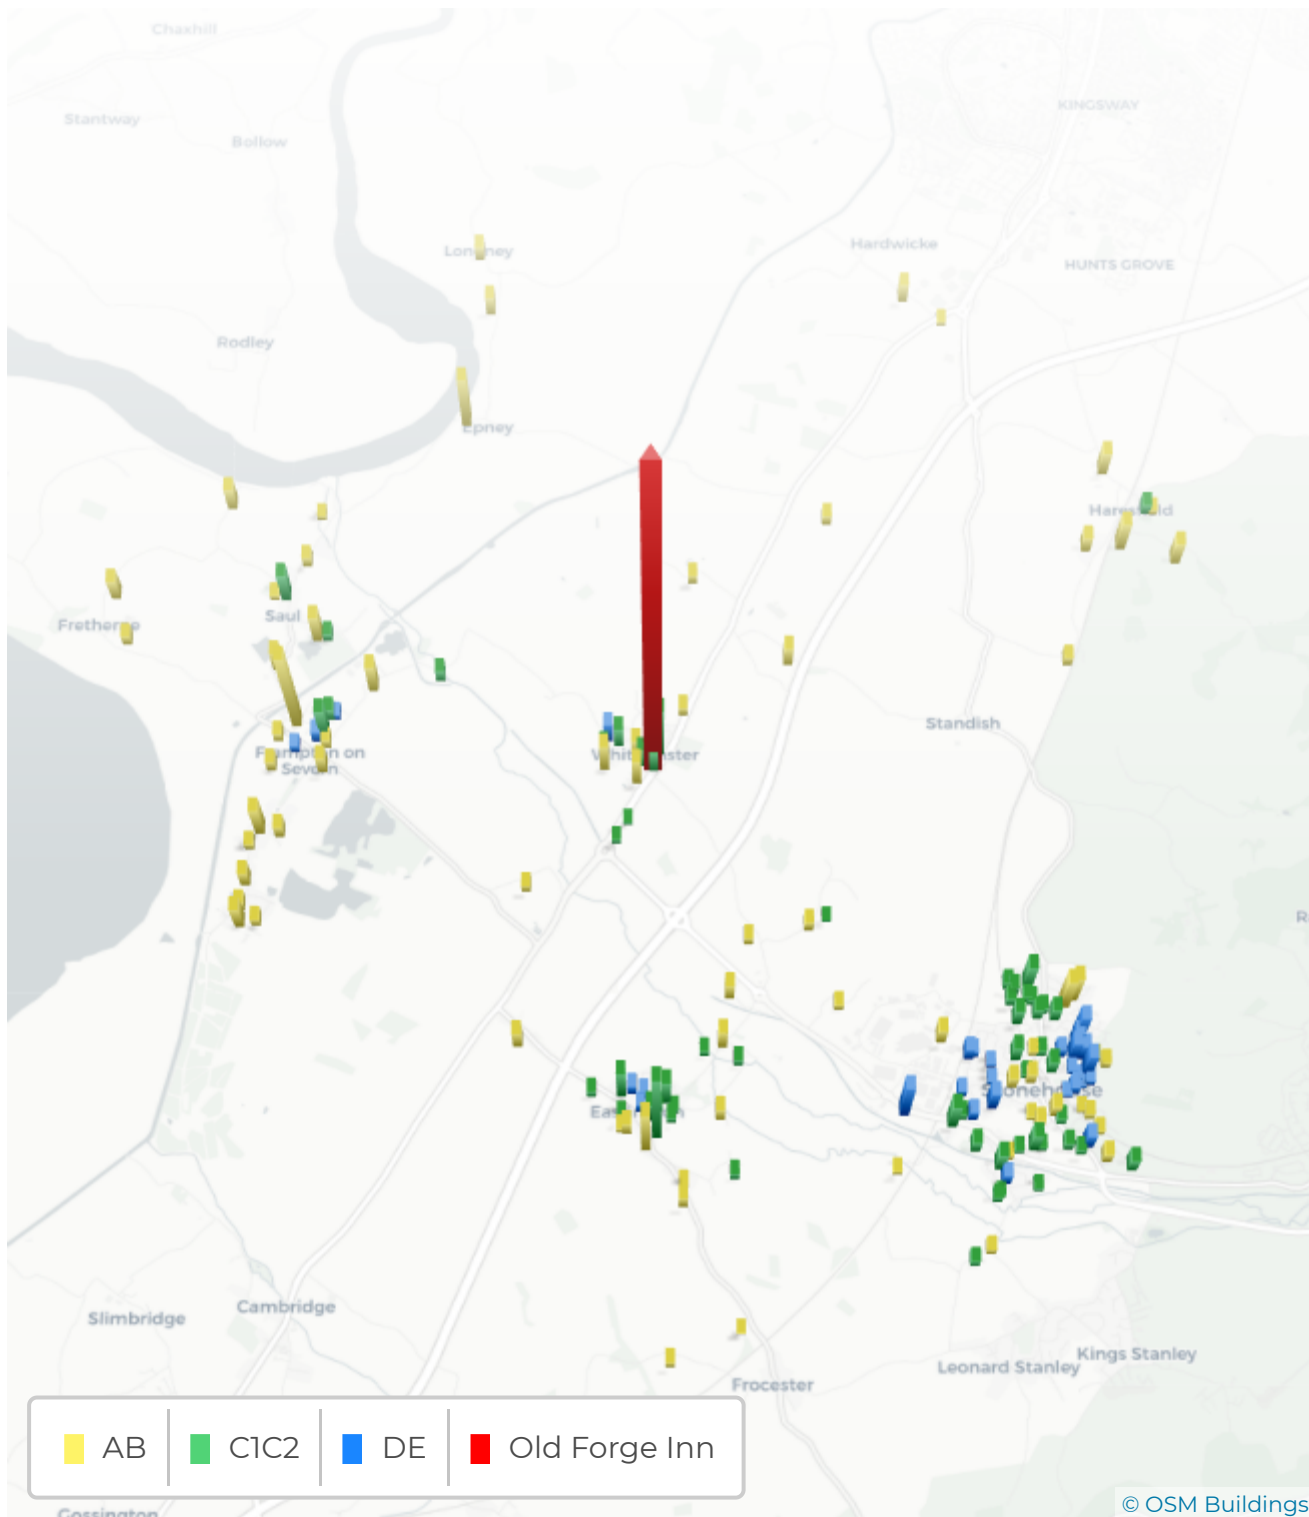 Chaxhill
KINGSWAY
Stantway
Bollow
Hardwicke
HUNTS GROVE
Rodley
Epney
Saul
Standish
Severn
Slimbridge
Cambridge
Kings Stanley
Leonard Stanley
Frocester
AB
C1C2
DE
Old Forge Inn
© OSM Buildings